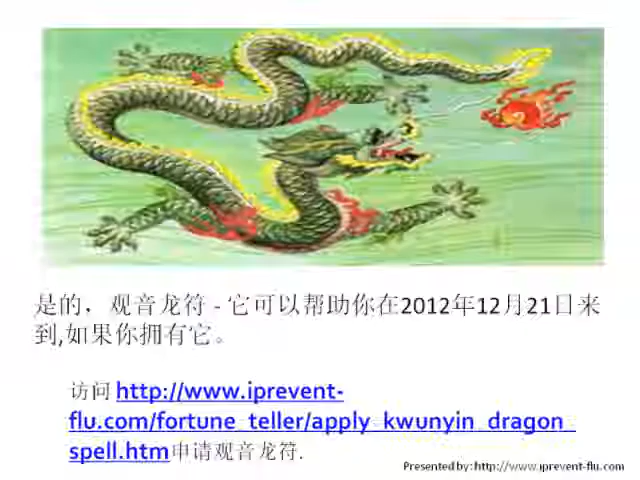 是的，观音龙符 - 它可以帮助你在2012年12月21日来
到,如果你拥有它。
访问 http://www.iprevent-
flu.com/fortune_teller/apply_kwunyin_dragon_
spell.htm申请观音龙符.
Presented by: http://www.iprevent-flu.com